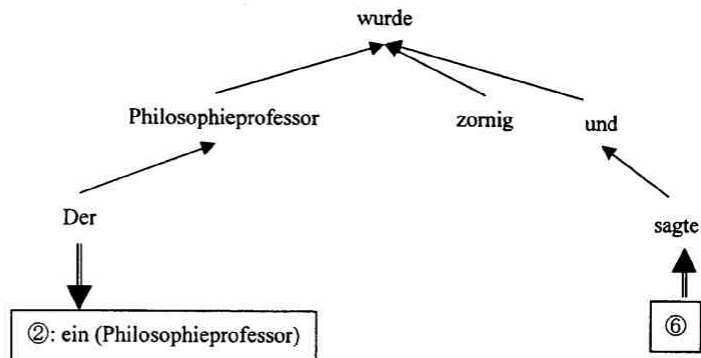 wurde
Philosophieprofessor zornig und
Der sagte
②: ein (Philosophieprofessor) ⑥